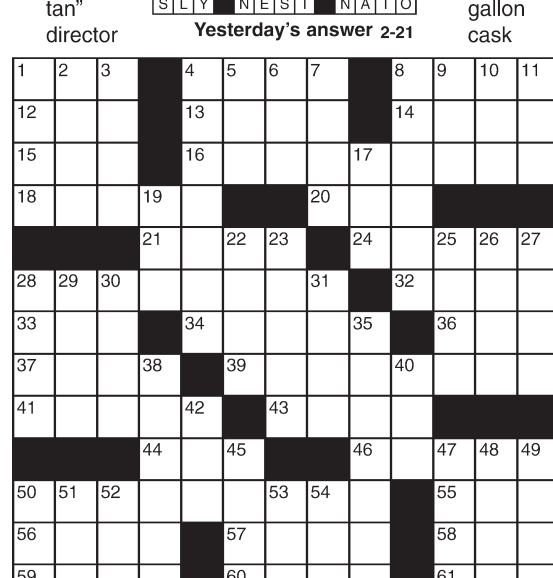 tan”
director
gallon
cask
SLY NEST NATO
Yesterday’s answer 2-21
1 2 3 4 5 6 7 8 9 10 11
12 13 14
15 16 17
18 19 20
21 22 23 24 25 26 27
28 29 30 31 32
33 34 35 36
37 38 39 40
41 42 43
44 45 46 47 48 49
50 51 52 53 54 55
56 57 58
59 60 61